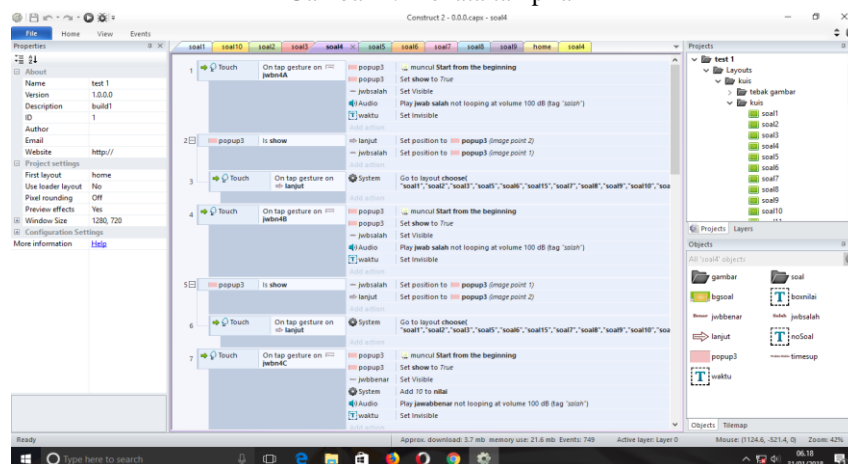 Construct 2 - 0.0.0.capx - soal4
File Home View Events
Properties
About
Name test 1
Version 1.0.0.0
Description build1
ID 1
Author
Email
Website http://
Project settings
First layout home
Use loader layout No
Pixel rounding Off
Preview effects Yes
Window Size 1280, 720
Configuration Settings
More information Help
soal1 soal10 soal2 soal3 soal4 soal5 soal6 soal7 soal8 soal9 home soal4
1 Touch On tap gesture on jwbn4A
popup3 muncul Start from the beginning
popup3 Set show to True
jwbsalah Set Visible
Audio Play jwab salah not looping at volume 100 dB (tag "salah")
waktu Set Invisible
Add action
2 popup3 Is show
lanjut Set position to popup3 (image point 2)
jwbsalah Set position to popup3 (image point 1)
Add action
3 Touch On tap gesture on lanjut
System Go to layout choose(
"soal1","soal2","soal3","soal5","soal6","soal15","soal7","soal8","soal9","soal10","soa
Add action
4 Touch On tap gesture on jwbn4B
popup3 muncul Start from the beginning
popup3 Set show to True
jwbsalah Set Visible
Audio Play jwab salah not looping at volume 100 dB (tag "salah")
waktu Set Invisible
Add action
5 popup3 Is show
jwbsalah Set position to popup3 (image point 1)
lanjut Set position to popup3 (image point 2)
Add action
6 Touch On tap gesture on lanjut
System Go to layout choose(
"soal1","soal2","soal3","soal5","soal6","soal15","soal7","soal8","soal9","soal10","soa
Add action
7 Touch On tap gesture on jwbn4C
popup3 muncul Start from the beginning
popup3 Set show to True
jwbbenar Set Visible
System Add 10 to nilai
Audio Play jawabbenar not looping at volume 100 dB (tag "salah")
waktu Set Invisible
Add action
Projects
test 1
Layouts
kuis
tebak gambar
kuis
soal1
soal2
soal3
soal4
soal5
soal6
soal7
soal8
soal9
soal10
Projects Layers
Objects
All 'soal4' objects
gambar soal
bgsoal boxnilai
jwbbenar jwbsalah
lanjut noSoal
popup3 timesup
waktu
Objects Tilemap
Ready Approx. download: 3.7 mb memory use: 21.6 mb Events: 749 Active layer: Layer 0 Mouse: (1124.6, -521.4, 0) Zoom: 42%
Type here to search
06.18
31/01/2018